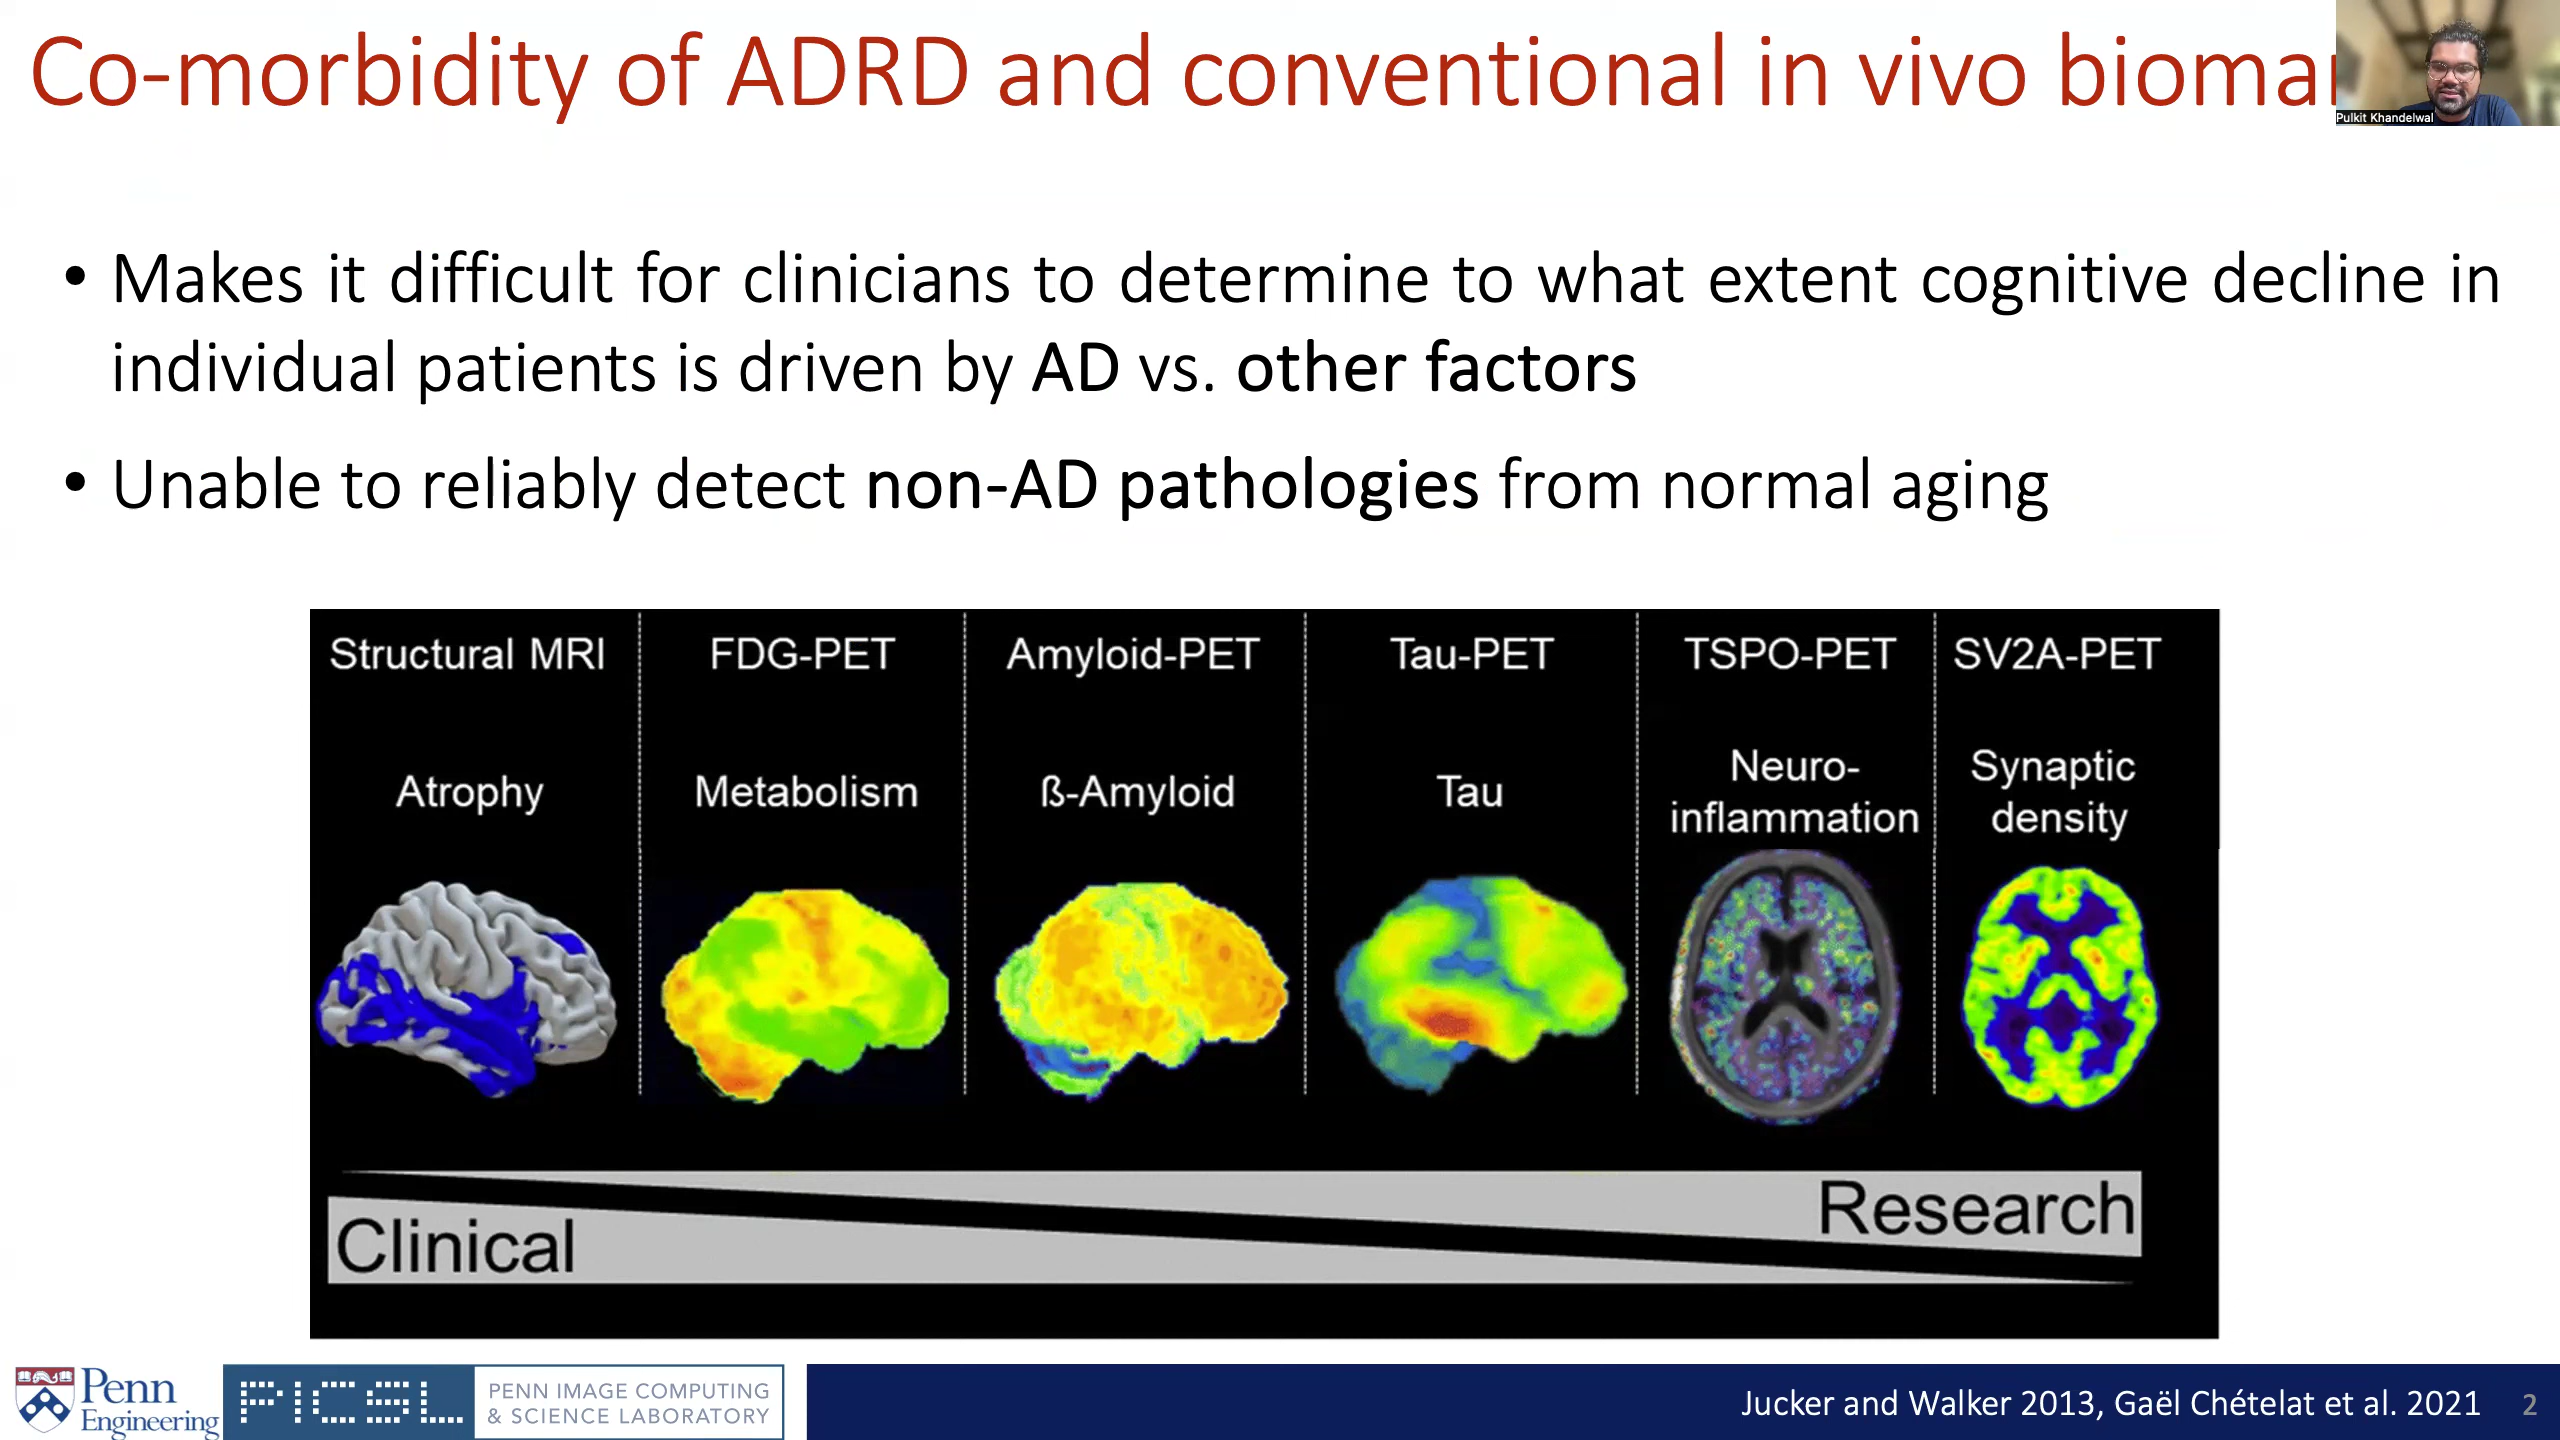 Co-morbidity of ADRD and conventional in vivo bioma
Pulkit Khandelwal
• Makes it difficult for clinicians to determine to what extent cognitive decline in
individual patients is driven by AD vs. other factors
• Unable to reliably detect non-AD pathologies from normal aging
Structural MRI FDG-PET Amyloid-PET Tau-PET TSPO-PET SV2A-PET
Atrophy Metabolism ß-Amyloid Tau Neuro-
inflammation Synaptic
density
Research
Clinical
Penn
Engineering
PICSL
PENN IMAGE COMPUTING
& SCIENCE LABORATORY
Jucker and Walker 2013, Gaël Chételat et al. 2021 2